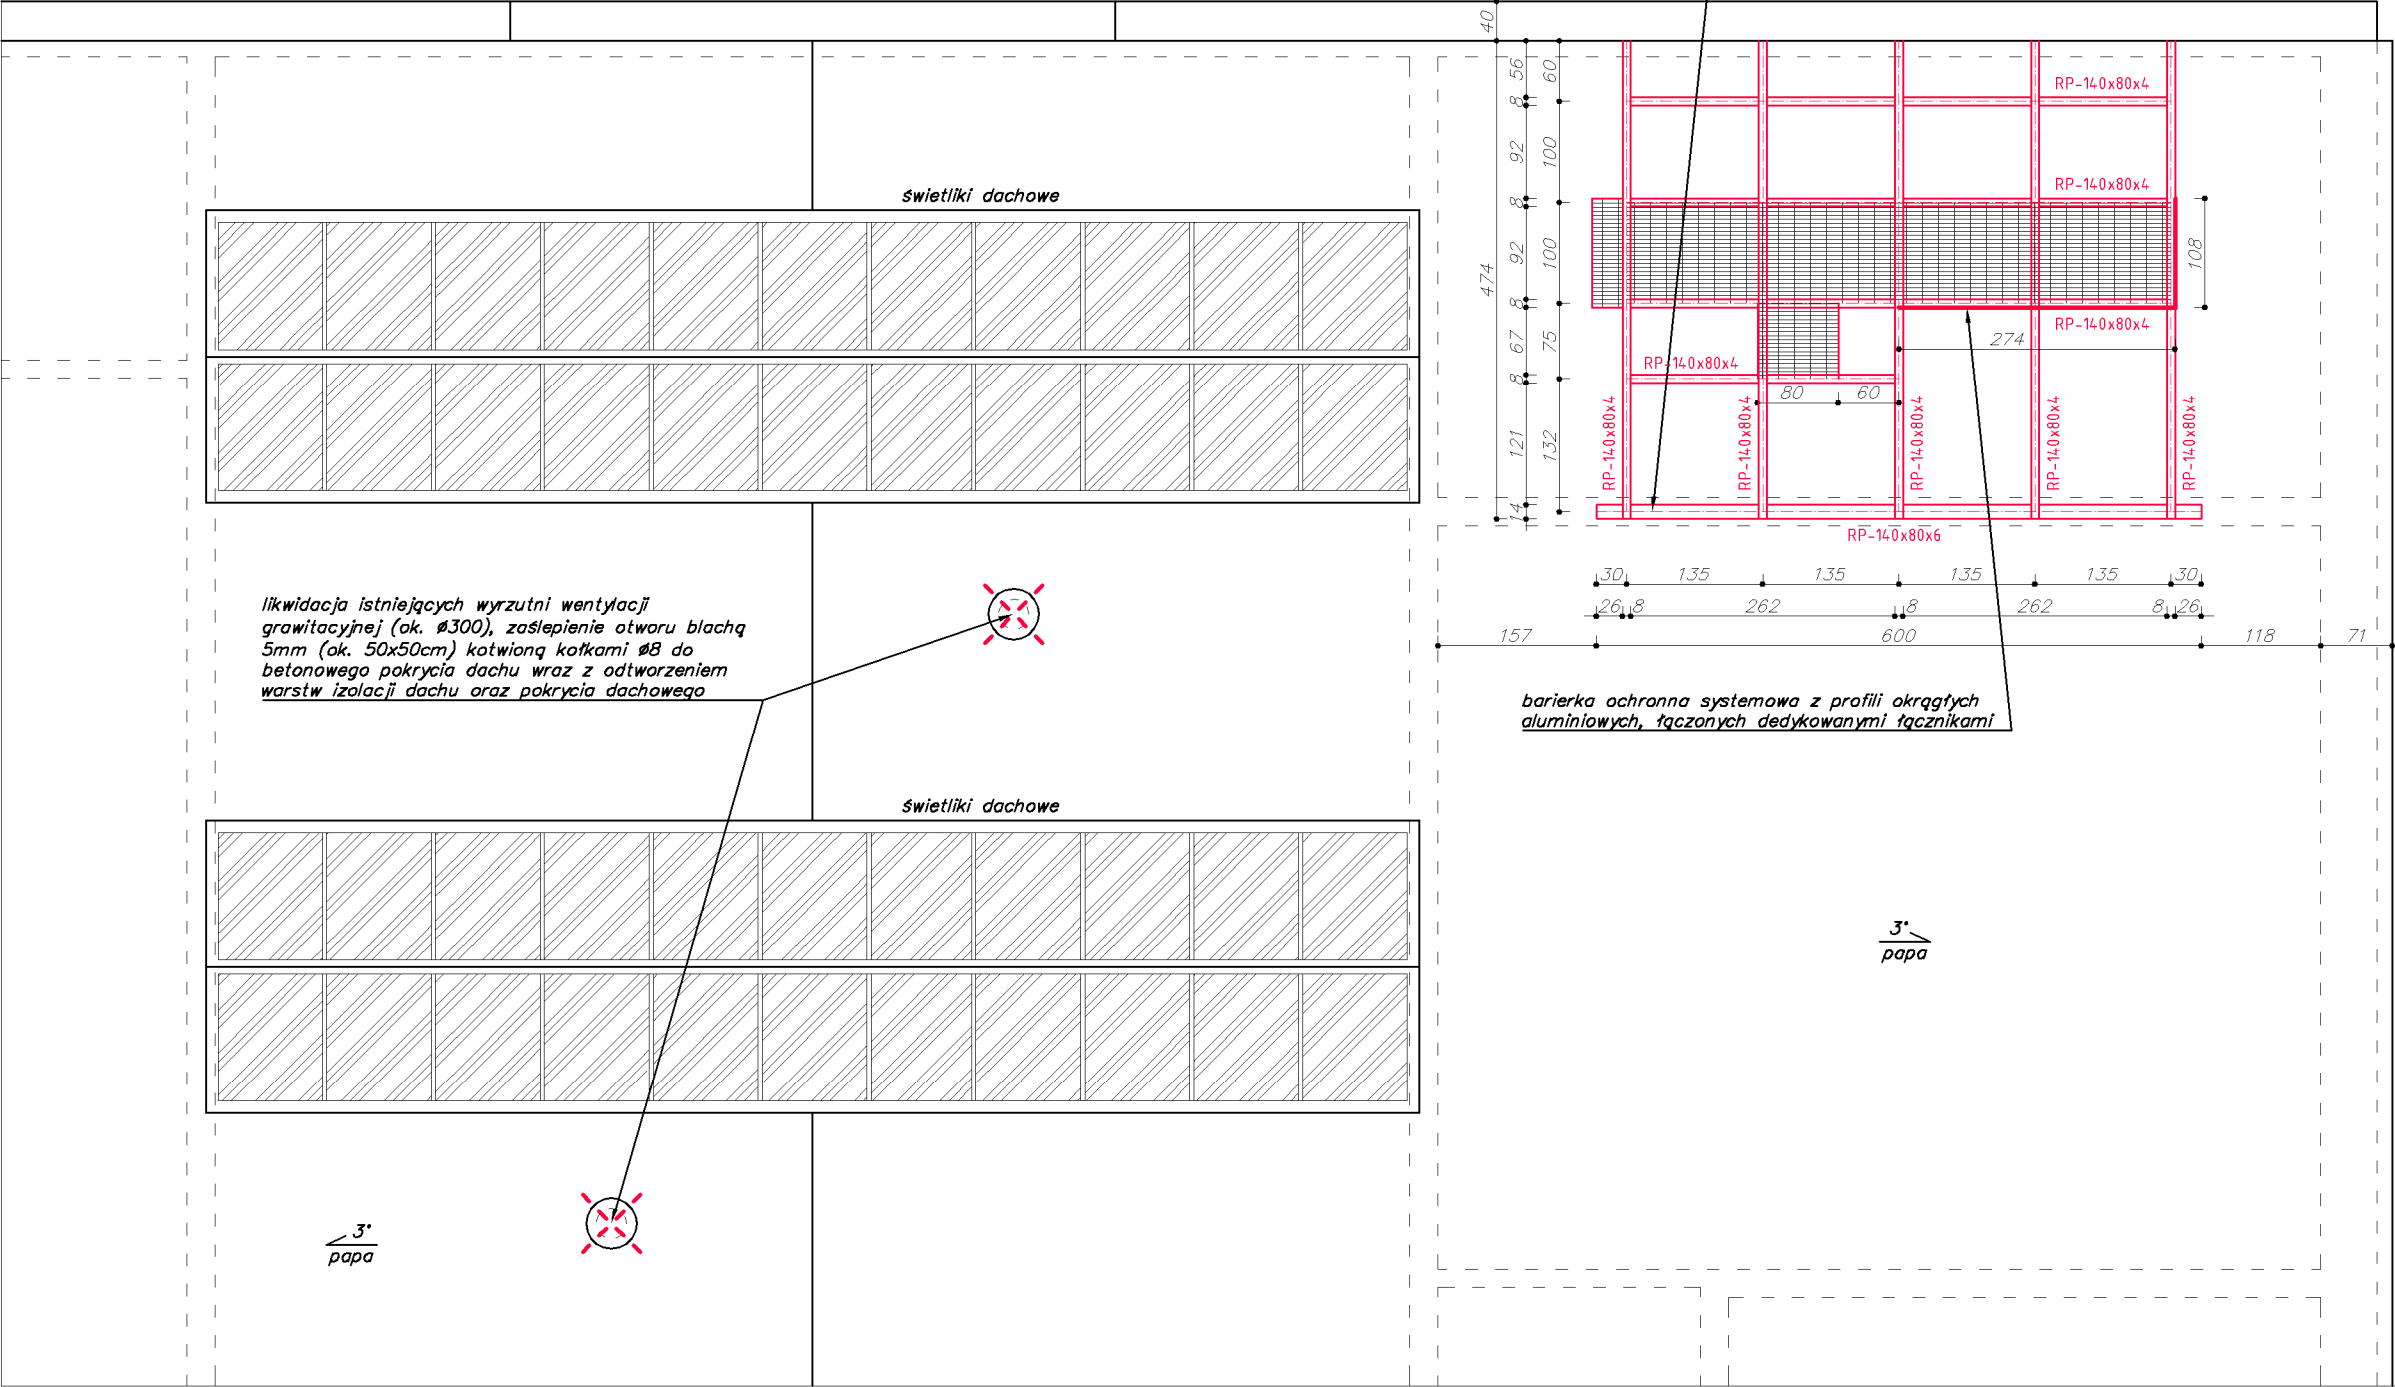 40
56
60
8
92
100
8
92
100
474
8
67
75
8
121
132
14
RP-140x80x4
RP-140x80x4
108
RP-140x80x4
274
RP-140x80x4
80
60
RP-140x80x4
RP-140x80x4
RP-140x80x4
RP-140x80x4
RP-140x80x4
RP-140x80x6
30 135 135 135 135 30
26 8 262 8 262 8 26
157 600 118 71
świetliki dachowe
likwidacja istniejących wyrzutni wentylacji
grawitacyjnej (ok. ø300), zaślepienie otworu blachą
5mm (ok. 50x50cm) kotwioną kołkami ø8 do
betonowego pokrycia dachu wraz z odtworzeniem
warstw izolacji dachu oraz pokrycia dachowego
barierka ochronna systemowa z profili okrągłych
aluminiowych, łączonych dedykowanymi łącznikami
świetliki dachowe
3°
papa
3°
papa